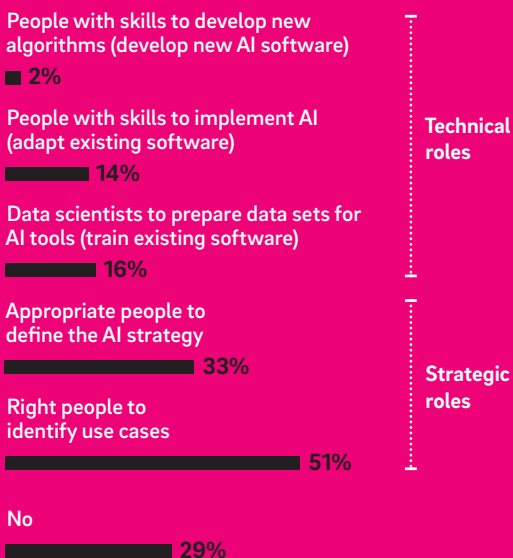 People with skills to develop new
algorithms (develop new AI software)
2%
People with skills to implement AI
(adapt existing software)
14%
Data scientists to prepare data sets for
AI tools (train existing software)
16%
Technical
roles
Appropriate people to
define the AI strategy
33%
Right people to
identify use cases
51%
Strategic
roles
No
29%